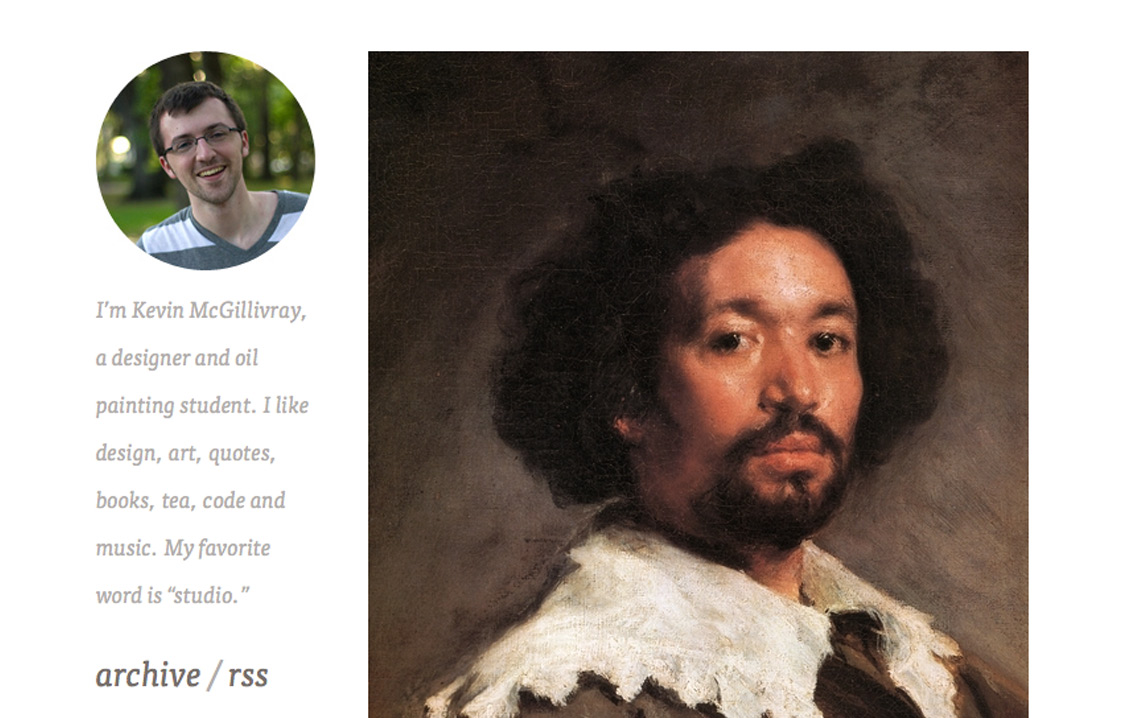 I'm Kevin McGillivray,
a designer and oil
painting student. I like
design, art, quotes,
books, tea, code and
music. My favorite
word is “studio.”
archive / rss